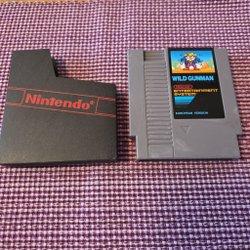 Nintendo®
WILD GUNMAN
ENTERTAINMENT
SYSTEM
EUROPEAN VERSION